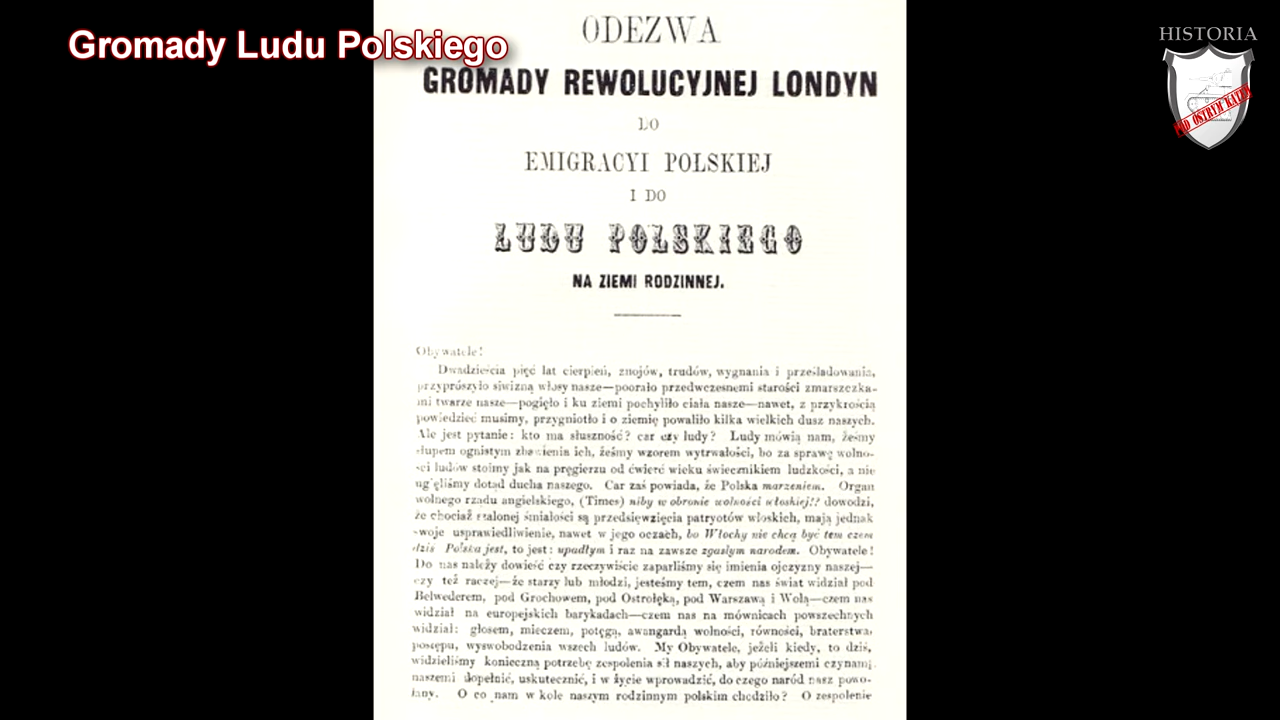 Gromady Ludu Polskiego
HISTORIA
POD OSTRYM KĄTEM
ODEZWA
GROMADY REWOLUCYJNEJ LONDYN
DO
EMIGRACYI POLSKIEJ
I DO
LUDU POLSKIEGO
NA ZIEMI RODZINNEJ.
Obywatele!
Dwadzieścia pięć lat cierpień, znojów, trudów, wygnania i prześladowania,
przyprószyło siwizną włosy nasze—poorało przedwczesnemi starości zmarszczka-
mi twarze nasze—pogięło i ku ziemi pochyliło ciała nasze—nawet, z przykrością
powiedzieć musimy, przygniotło i o ziemię powaliło kilka wielkich dusz naszych.
Ale jest pytanie: kto ma słuszność? car czy ludy? Ludy mówią nam, żeśmy
słupem ognistym zbawienia ich, żeśmy wzorem wytrwałości, bo za sprawę wolno-
ści ludów stoimy jak na pręgierzu od ćwierć wieku świecznikiem ludzkości, a nie
ugięliśmy dotąd ducha naszego. Car zaś powiada, że Polska marzeniem. Organ
wolnego rządu angielskiego, (Times) niby w obronie wolności włoskiej!! dowodzi,
że chociaż szalonej śmiałości są przedsięwzięcia patryotów włoskich, mają jednak
swoje usprawiedliwienie, nawet w jego oczach, bo Włochy nie chcą być tem czem
dziś Polska jest, to jest: upadłym i raz na zawsze zgasłym narodem. Obywatele!
Do nas należy dowieść czy rzeczywiście zaparliśmy się imienia ojczyzny naszej—
czy też raczej—że starzy lub młodzi, jesteśmy tem, czem nas świat widział pod
Belwederem, pod Grochowem, pod Ostrołęką, pod Warszawą i Wolą—czem nas
widział na europejskich barykadach—czem nas na mównicach powszechnych
widział: głosem, mieczem, potęgą, awangardą wolności, równości, braterstwa,
postępu, wyswobodzenia wszech ludów. My Obywatele, jeżeli kiedy, to dziś,
widzieliśmy konieczną potrzebę zespolenia sił naszych, aby późniejszemi czynami
naszemi dopełnić, uskutecznić, i w życie wprowadzić, do czego naród nasz powo-
łany. O co nam w kole naszym rodzinnym polskim chodziło? O zespolenie